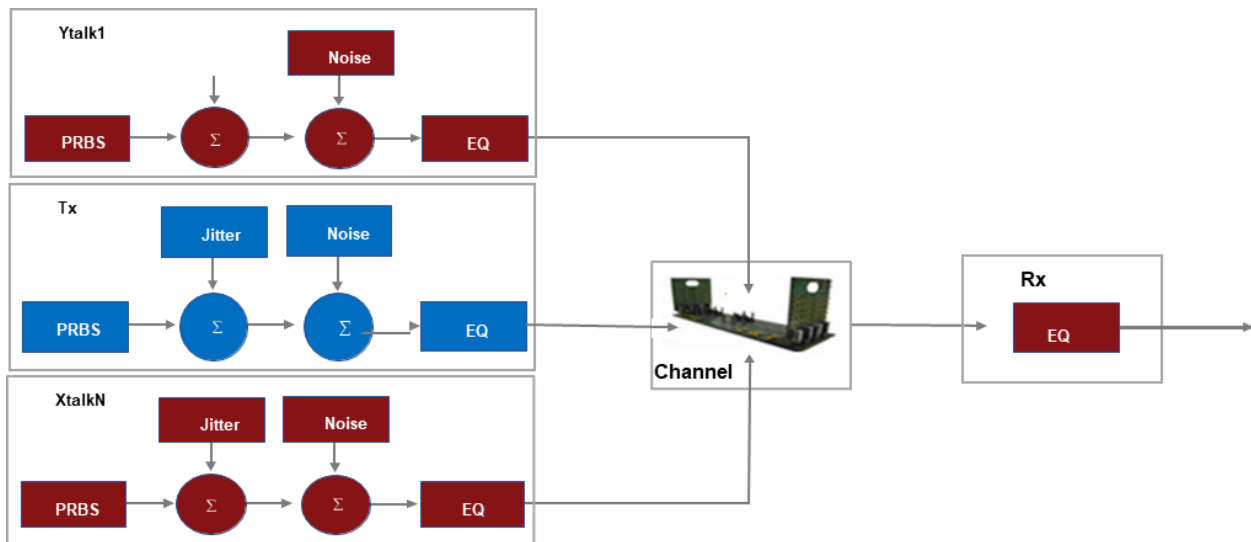 Ytalk1
Noise
PRBS
Σ
Σ
EQ
Tx
Jitter
Noise
PRBS
Σ
Σ
EQ
Channel
Rx
EQ
XtalkN
Jitter
Noise
PRBS
Σ
Σ
EQ